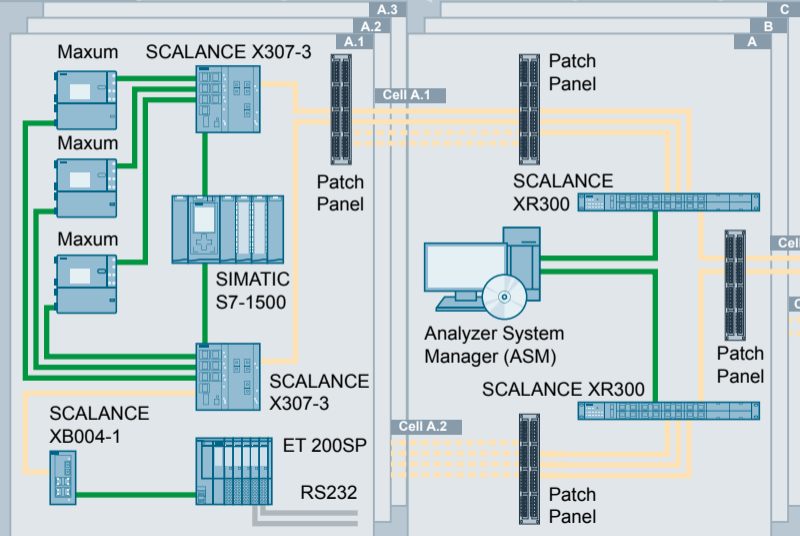 A.3
A.2
A.1
Maxum
SCALANCE X307-3
Maxum
Maxum
Patch
Panel
SIMATIC
S7-1500
SCALANCE
X307-3
SCALANCE
XB004-1
ET 200SP
RS232
Cell A.1
C
B
A
Patch
Panel
SCALANCE
XR300
Cel
C
Analyzer System
Manager (ASM)
Patch
Panel
SCALANCE XR300
Cell A.2
Patch
Panel